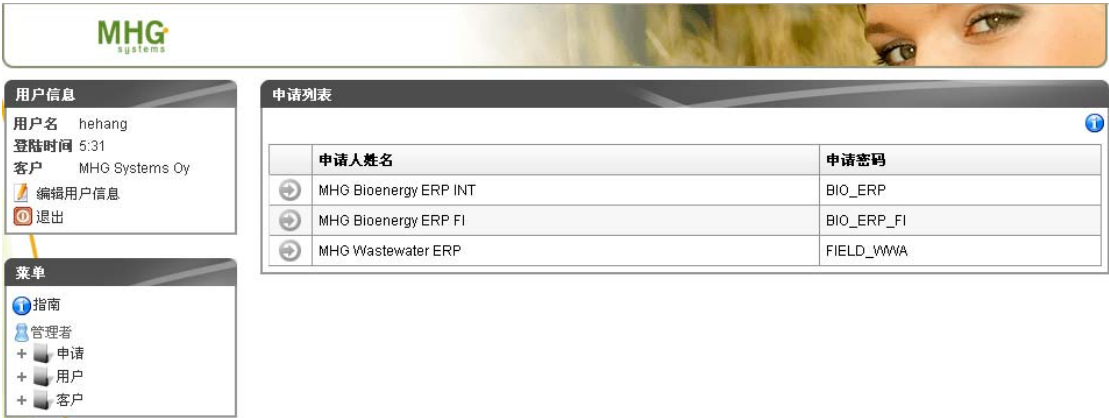 MHG
systems
用户信息
用户名 hehang
登陆时间 5:31
客户 MHG Systems Oy
编辑用户信息
退出
菜单
指南
管理者
申请
用户
客户
申请列表
申请人姓名 申请密码
MHG Bioenergy ERP INT BIO_ERP
MHG Bioenergy ERP FI BIO_ERP_FI
MHG Wastewater ERP FIELD_WWA